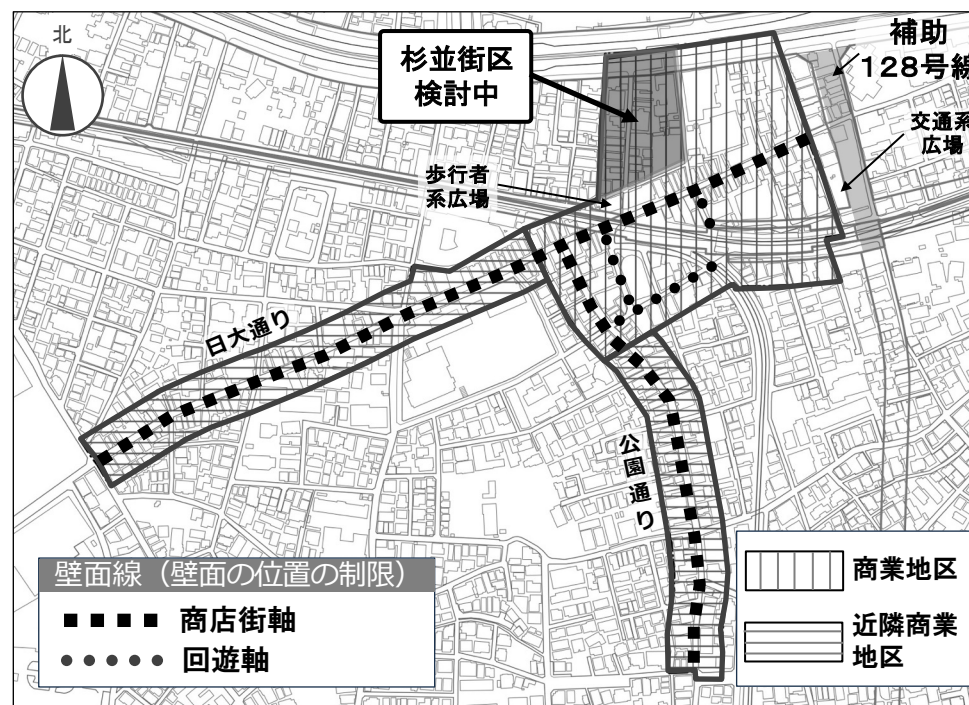 北
杉並街区
検討中
補助
128号線
交通系
広場
歩行者
系広場
日大通り
公園通り
壁面線（壁面の位置の制限）
商店街軸
回遊軸
商業地区
近隣商業
地区